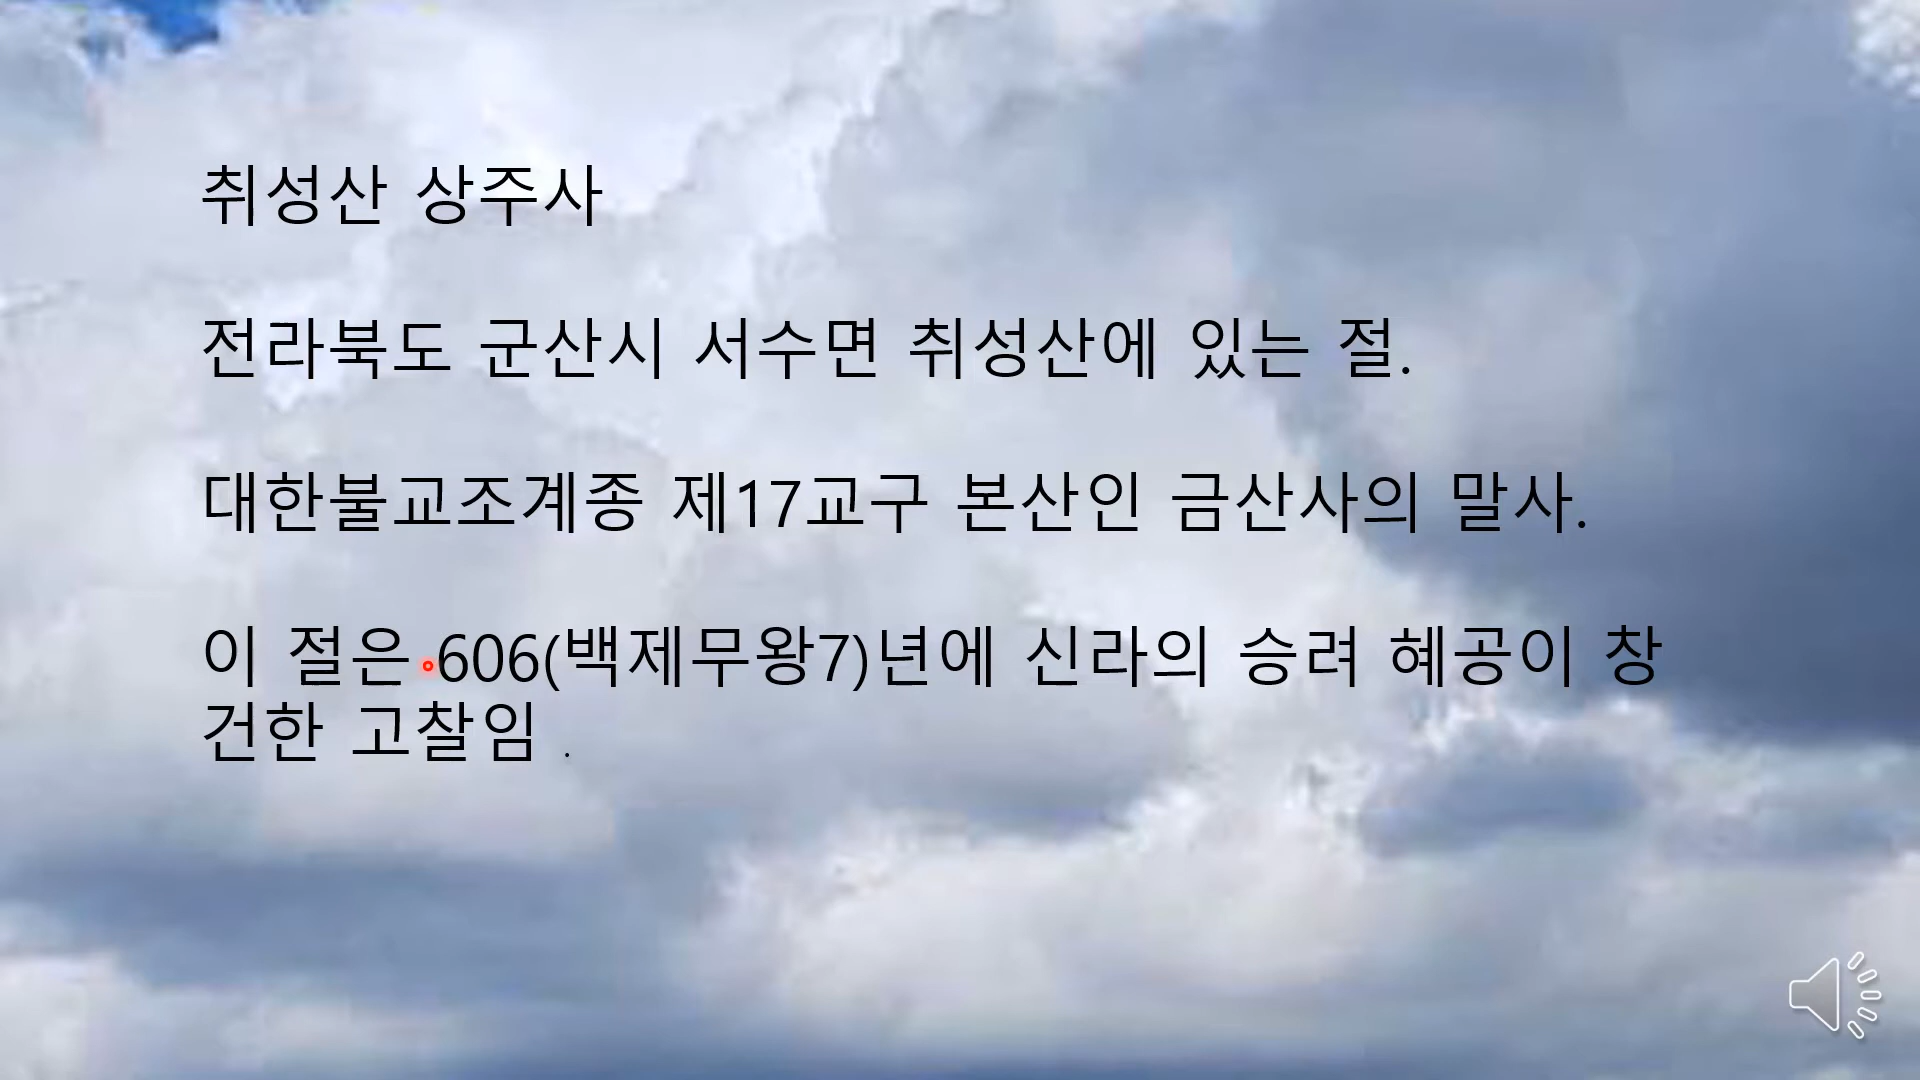 취성산 상주사
전라북도 군산시 서수면 취성산에 있는 절.
대한불교조계종 제17교구 본산인 금산사의 말사.
이 절은 606(백제무왕7)년에 신라의 승려 혜공이 창
건한 고찰임 .